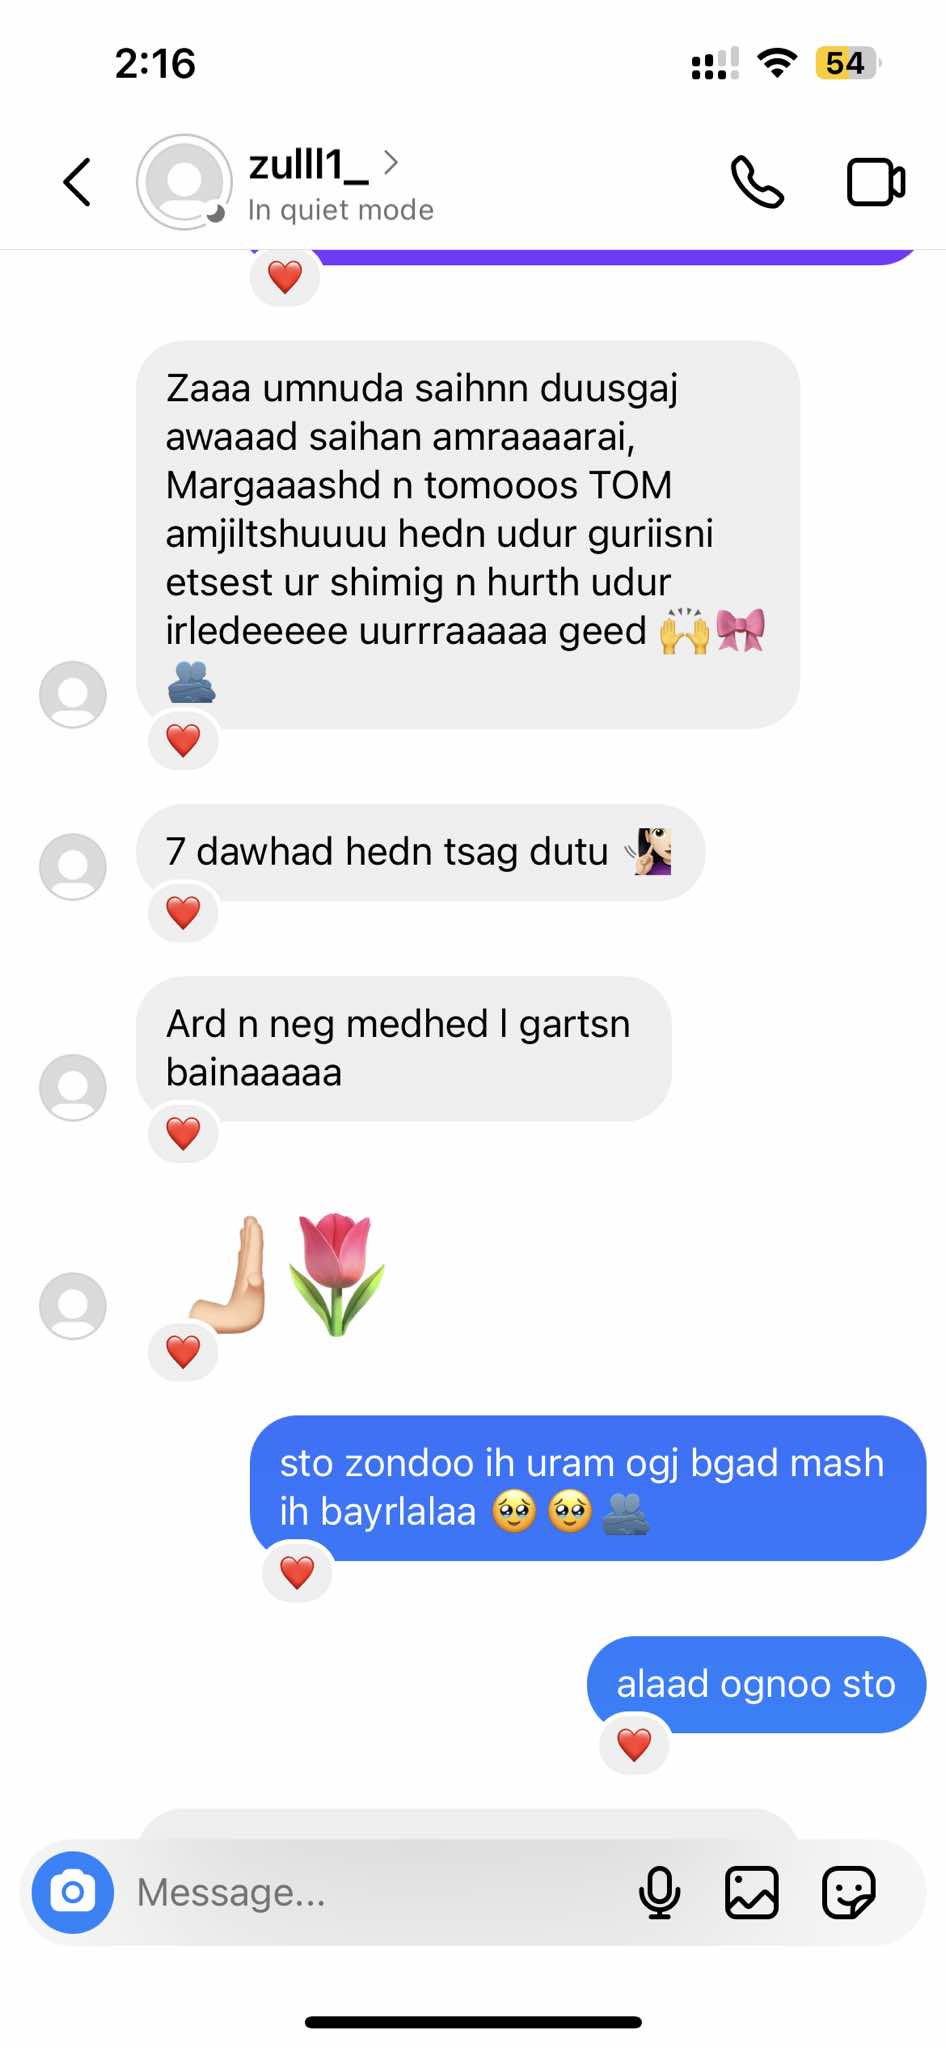 2:16
54
zulll1_
In quiet mode
Zaaa umnuda saihnn duusgaj
awaaad saihan amraaaarai,
Margaaashd n tomooos TOM
amjiltshuuuu hedn udur guriisni
etsest ur shimig n hurth udur
irledeeeee uurrraaaaa geed 🙌🎀
🫂
7 dawhad hedn tsag dutu 🧏🏻‍♀️
Ard n neg medhed l gartsn
bainaaaaa
🫸🏻🌷
sto zondoo ih uram ogj bgad mash
ih bayrlalaa 🥹🥹🫂
alaad ognoo sto
Message...